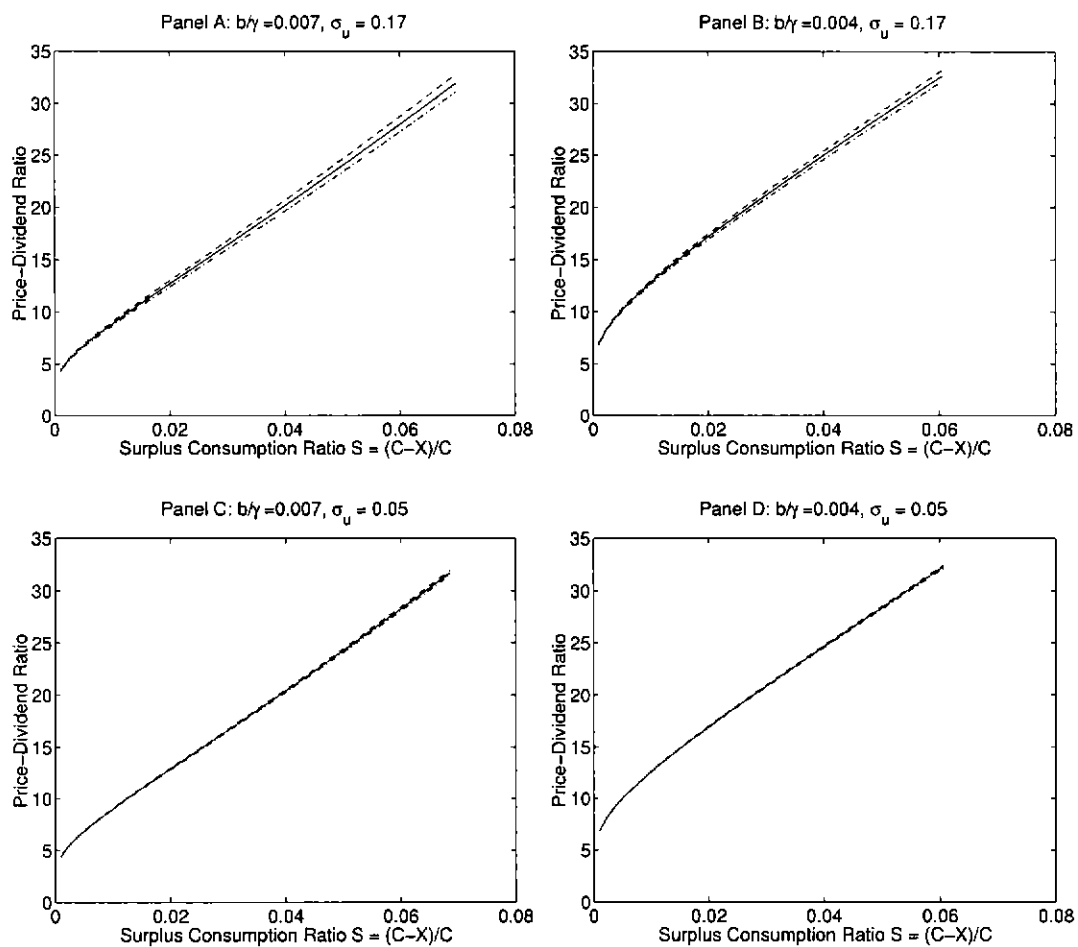 Panel A: b/γ =0.007, σu = 0.17
35
30
25
20
15
10
5
0
Price−Dividend Ratio
0 0.02 0.04 0.06 0.08
Surplus Consumption Ratio S = (C−X)/C
Panel B: b/γ =0.004, σu = 0.17
35
30
25
20
15
10
5
0
Price−Dividend Ratio
0 0.02 0.04 0.06 0.08
Surplus Consumption Ratio S = (C−X)/C
Panel C: b/γ =0.007, σu = 0.05
35
30
25
20
15
10
5
0
Price−Dividend Ratio
0 0.02 0.04 0.06 0.08
Surplus Consumption Ratio S = (C−X)/C
Panel D: b/γ =0.004, σu = 0.05
35
30
25
20
15
10
5
0
Price−Dividend Ratio
0 0.02 0.04 0.06 0.08
Surplus Consumption Ratio S = (C−X)/C